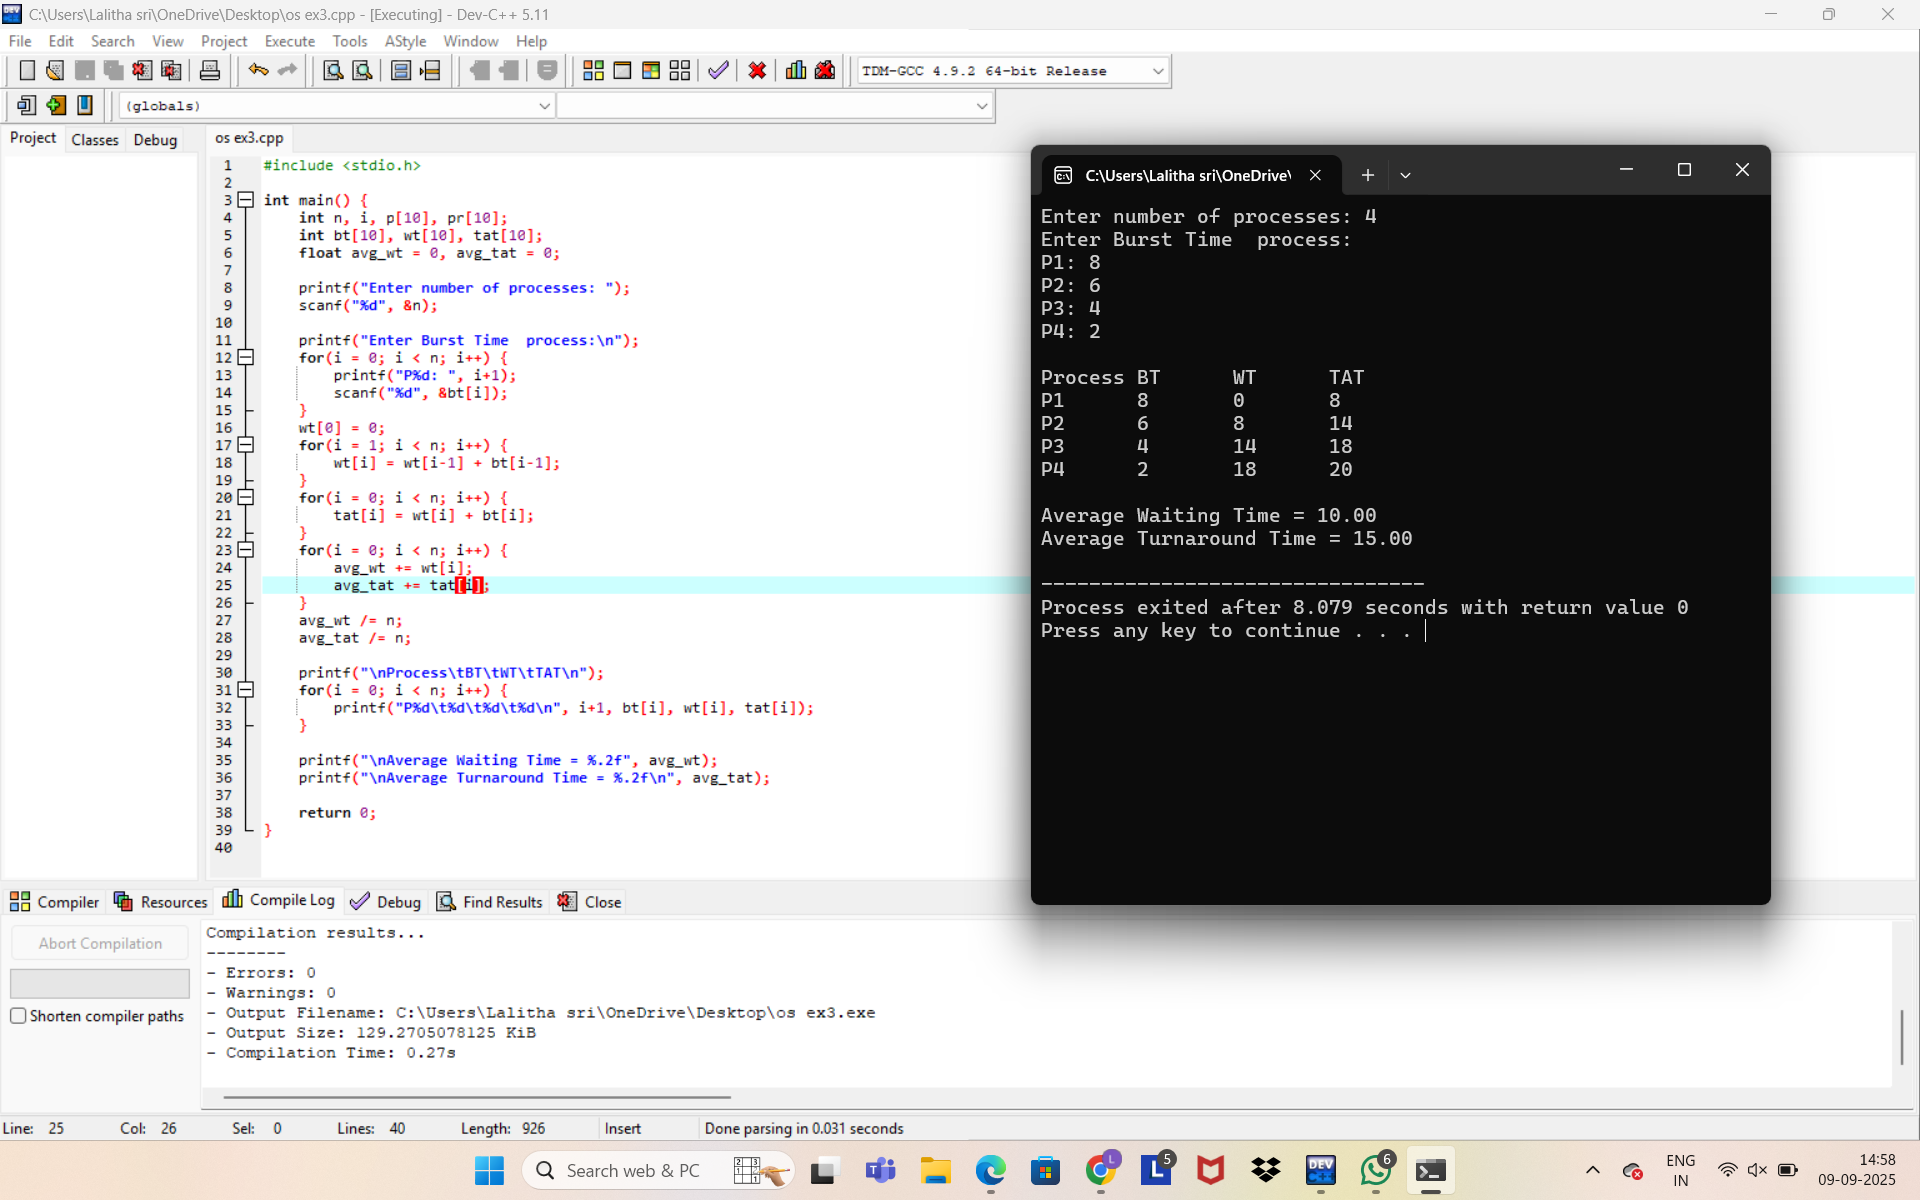 C:\Users\Lalitha sri\OneDrive\Desktop\os ex3.cpp - [Executing] - Dev-C++ 5.11
File Edit Search View Project Execute Tools AStyle Window Help
TDM-GCC 4.9.2 64-bit Release
(globals)
Project Classes Debug
os ex3.cpp
1 #include <stdio.h>
2
3 int main() {
4 int n, i, p[10], pr[10];
5 int bt[10], wt[10], tat[10];
6 float avg_wt = 0, avg_tat = 0;
7
8 printf("Enter number of processes: ");
9 scanf("%d", &n);
10
11 printf("Enter Burst Time  process:\n");
12 for(i = 0; i < n; i++) {
13 printf("P%d: ", i+1);
14 scanf("%d", &bt[i]);
15 }
16 wt[0] = 0;
17 for(i = 1; i < n; i++) {
18 wt[i] = wt[i-1] + bt[i-1];
19 }
20 for(i = 0; i < n; i++) {
21 tat[i] = wt[i] + bt[i];
22 }
23 for(i = 0; i < n; i++) {
24 avg_wt += wt[i];
25 avg_tat += tat[i];
26 }
27 avg_wt /= n;
28 avg_tat /= n;
29
30 printf("\nProcess\tBT\tWT\tTAT\n");
31 for(i = 0; i < n; i++) {
32 printf("P%d\t%d\t%d\t%d\n", i+1, bt[i], wt[i], tat[i]);
33 }
34
35 printf("\nAverage Waiting Time = %.2f", avg_wt);
36 printf("\nAverage Turnaround Time = %.2f\n", avg_tat);
37
38 return 0;
39 }
40
C:\Users\Lalitha sri\OneDrive\
Enter number of processes: 4
Enter Burst Time  process:
P1: 8
P2: 6
P3: 4
P4: 2
Process BT WT TAT
P1 8 0 8
P2 6 8 14
P3 4 14 18
P4 2 18 20
Average Waiting Time = 10.00
Average Turnaround Time = 15.00
--------------------------------
Process exited after 8.079 seconds with return value 0
Press any key to continue . . .
Compiler Resources Compile Log Debug Find Results Close
Abort Compilation
Shorten compiler paths
Compilation results...
--------
- Errors: 0
- Warnings: 0
- Output Filename: C:\Users\Lalitha sri\OneDrive\Desktop\os ex3.exe
- Output Size: 129.2705078125 KiB
- Compilation Time: 0.27s
Line: 25 Col: 26 Sel: 0 Lines: 40 Length: 926 Insert Done parsing in 0.031 seconds
Search web & PC
L
L 5
DEV
6
ENG
IN
14:58
09-09-2025